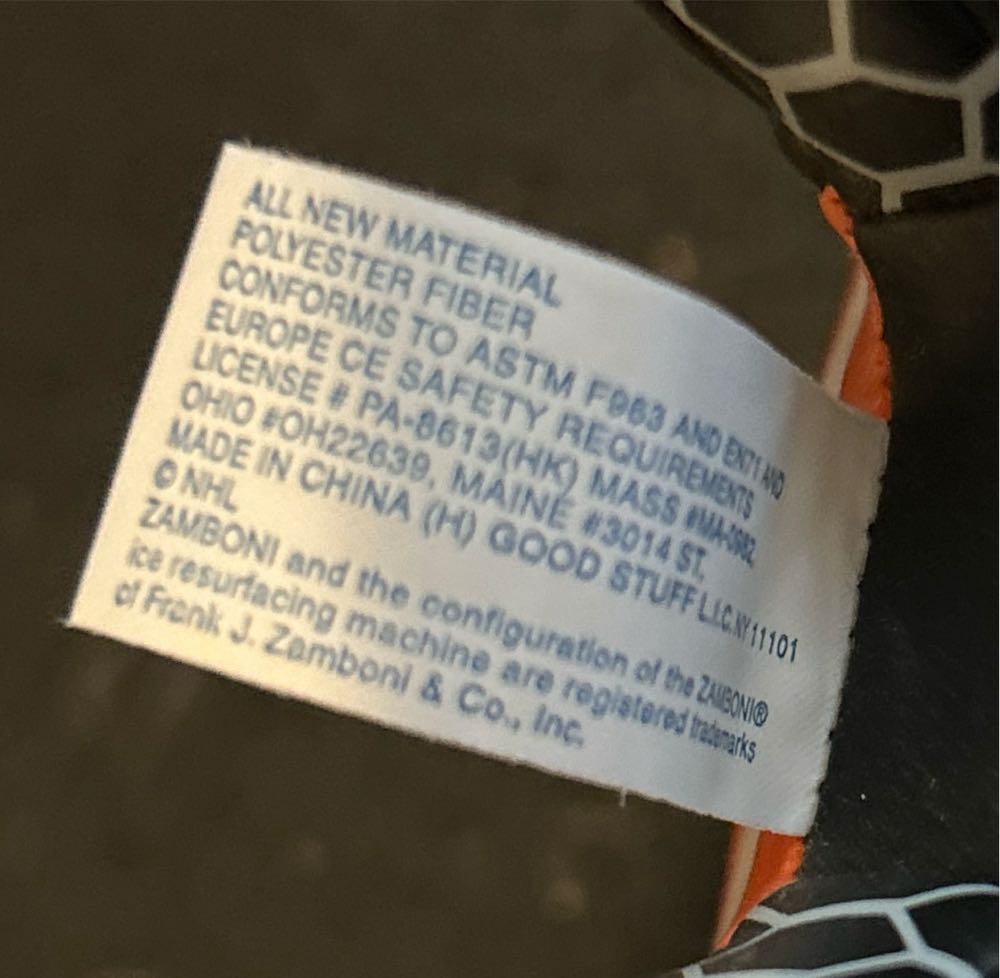 ALL NEW MATERIAL
POLYESTER FIBER
CONFORMS TO ASTM F963 AND EN71 AND
EUROPE CE SAFETY REQUIREMENTS
LICENSE # PA-8613(HK) MASS #MA-0982,
OHIO #OH22639, MAINE #3014 ST,
MADE IN CHINA (H) GOOD STUFF L.I.C. NY 11101
© NHL
ZAMBONI and the configuration of the ZAMBONI®
ice resurfacing machine are registered trademarks
of Frank J. Zamboni & Co., Inc.